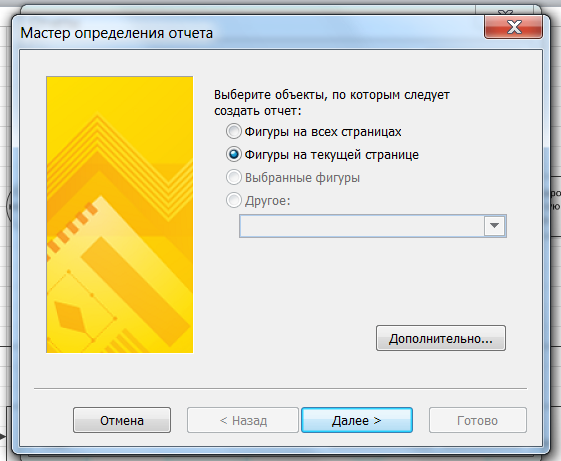 Мастер определения отчета
Выберите объекты, по которым следует
создать отчет:
Фигуры на всех страницах
Фигуры на текущей странице
Выбранные фигуры
Другое:
Дополнительно...
Отмена
< Назад
Далее >
Готово